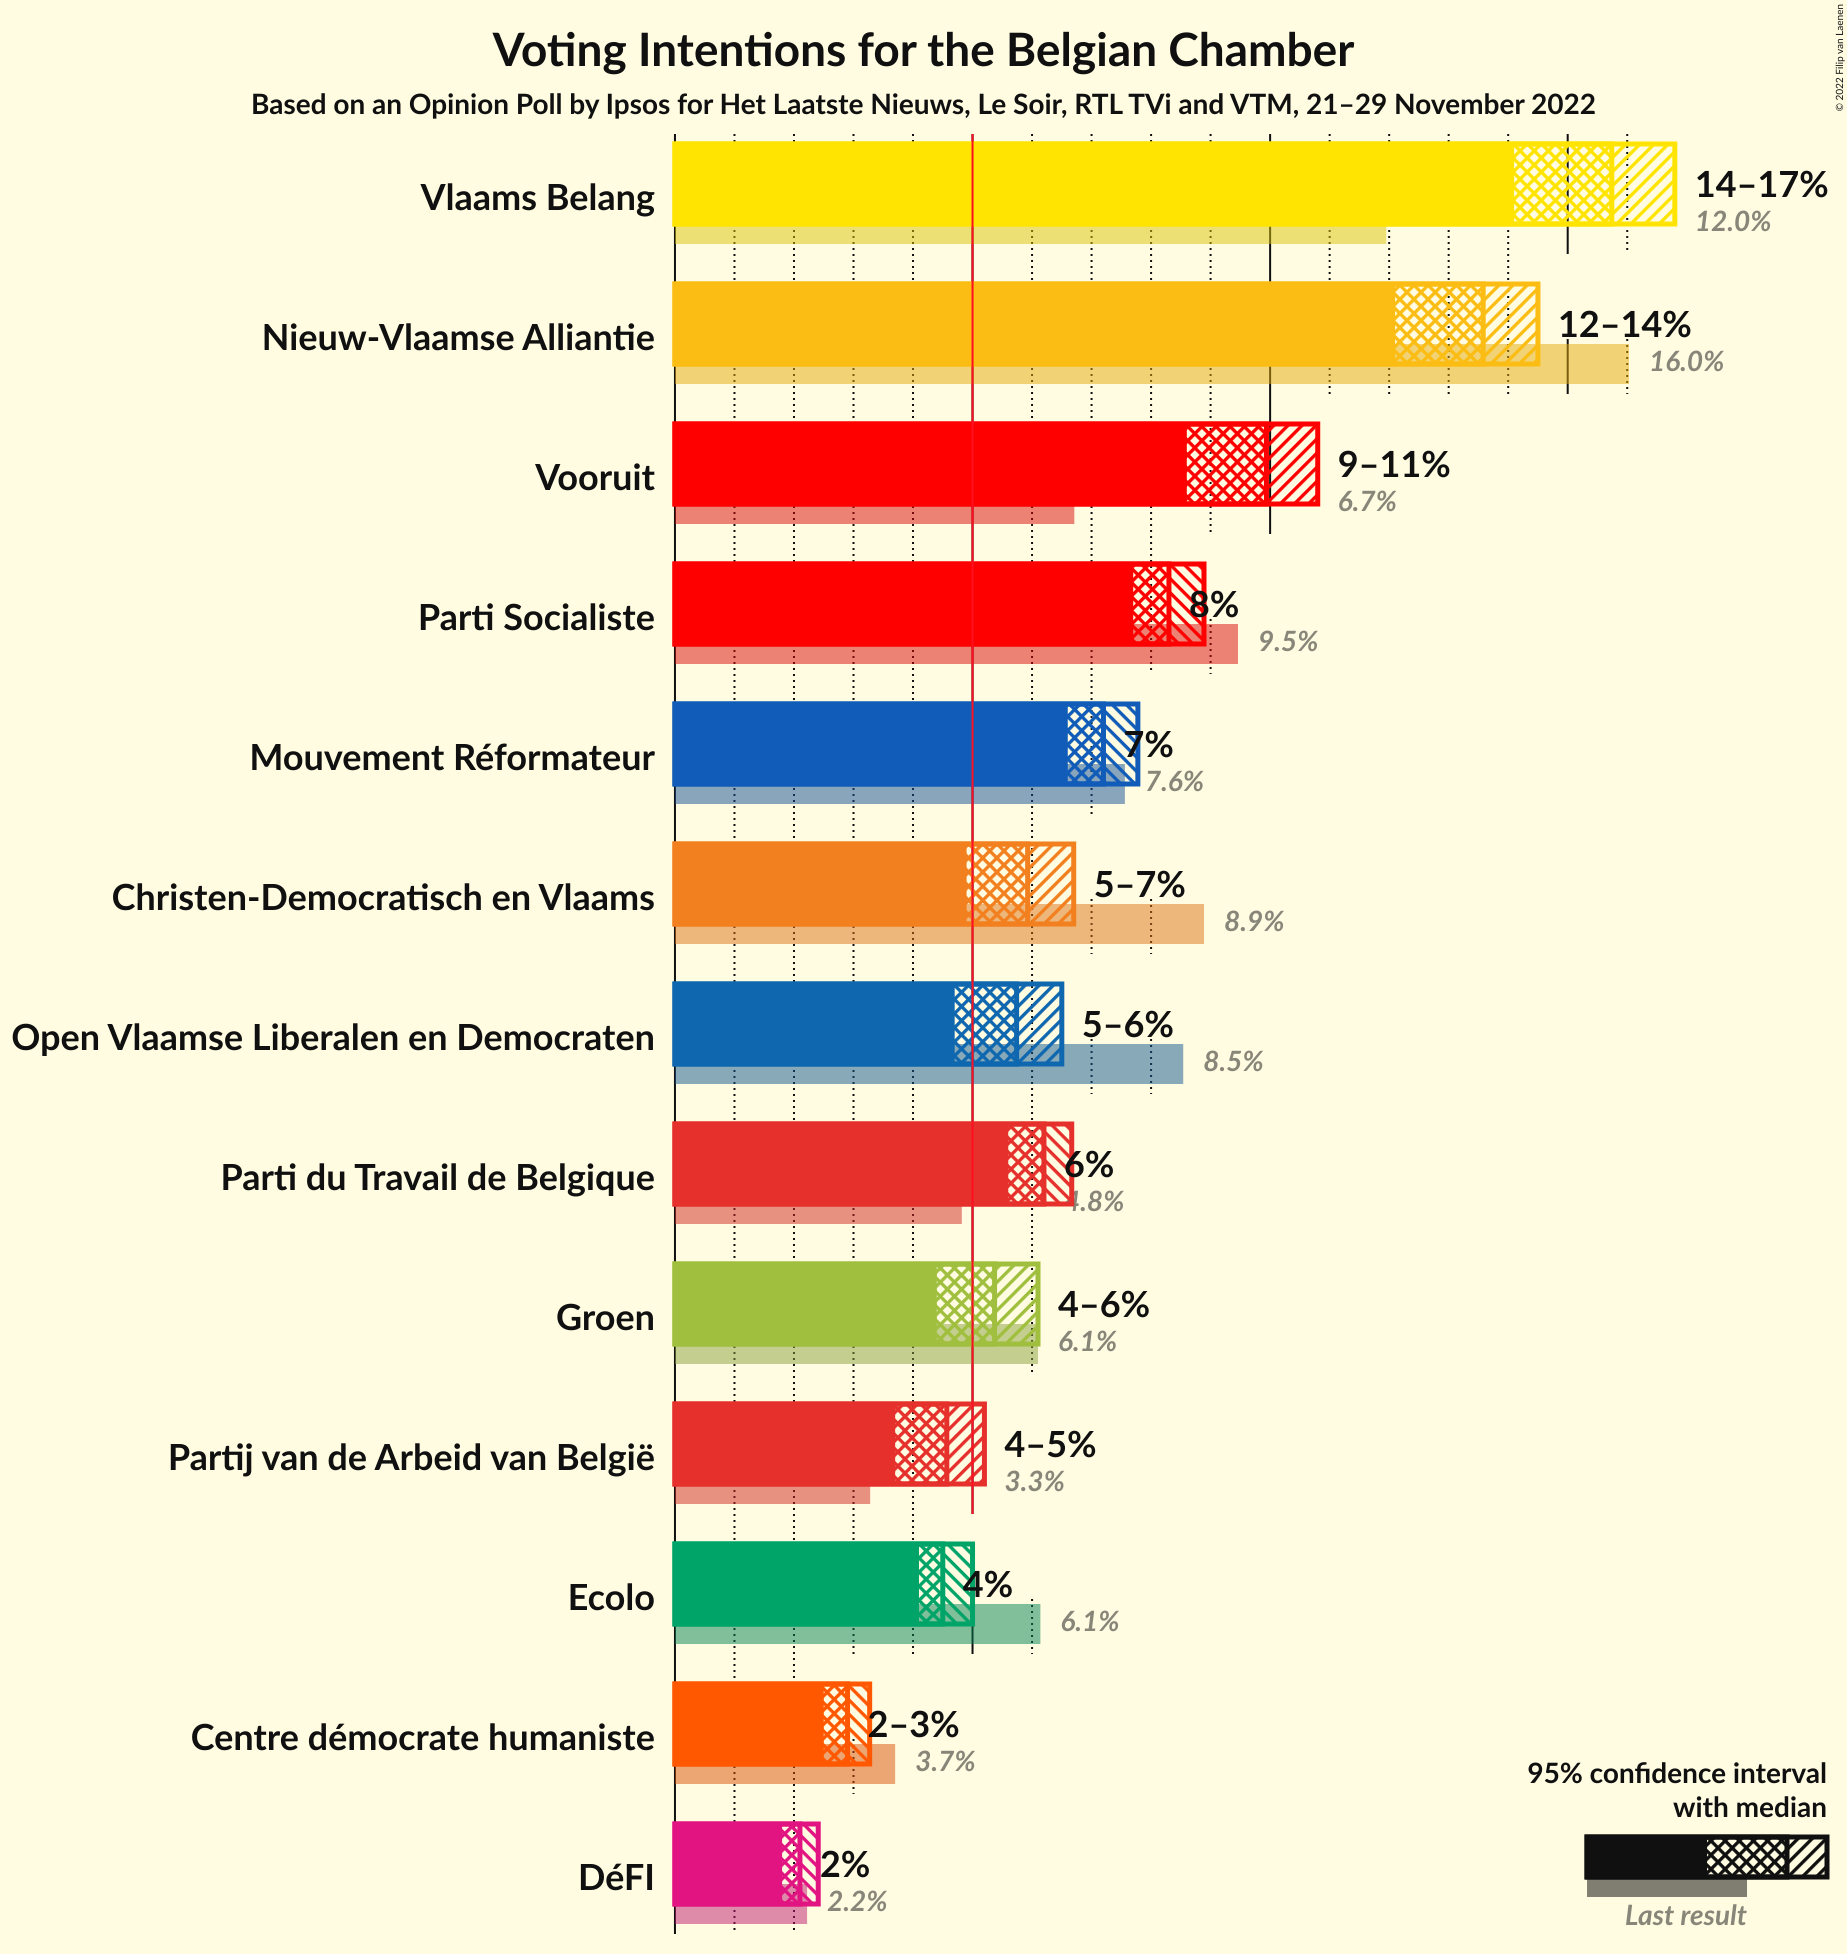 Voting Intentions for the Belgian Chamber
Based on an Opinion Poll by Ipsos for Het Laatste Nieuws, Le Soir, RTL TVi and VTM, 21–29 November 2022
© 2022 Filip van Laenen
Vlaams Belang
14–17%
12.0%
Nieuw-Vlaamse Alliantie
12–14%
16.0%
Vooruit
9–11%
6.7%
Parti Socialiste
8%
9.5%
Mouvement Réformateur
7%
7.6%
Christen-Democratisch en Vlaams
5–7%
8.9%
Open Vlaamse Liberalen en Democraten
5–6%
8.5%
Parti du Travail de Belgique
6%
4.8%
Groen
4–6%
6.1%
Partij van de Arbeid van België
4–5%
3.3%
Ecolo
4%
6.1%
Centre démocrate humaniste
2–3%
3.7%
DéFI
2%
2.2%
95% confidence interval
with median
Last result